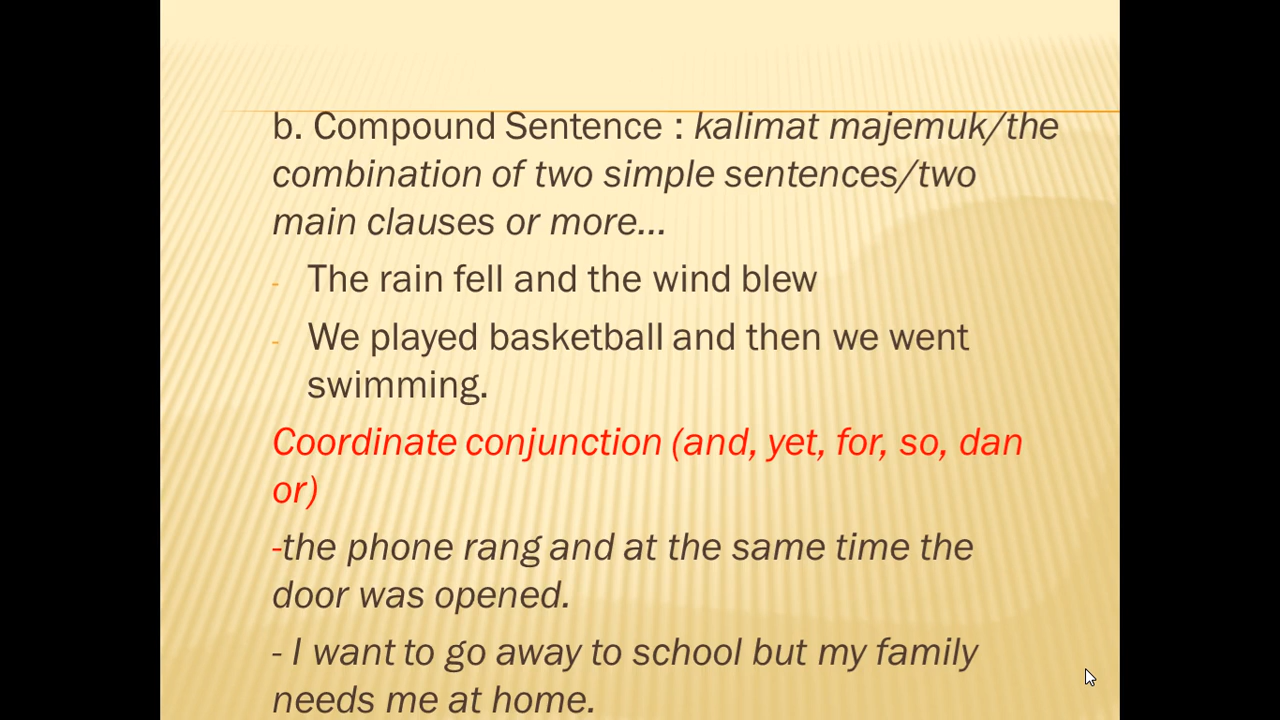 b. Compound Sentence : kalimat majemuk/the
combination of two simple sentences/two
main clauses or more...
- The rain fell and the wind blew
- We played basketball and then we went
swimming.
Coordinate conjunction (and, yet, for, so, dan
or)
-the phone rang and at the same time the
door was opened.
- I want to go away to school but my family
needs me at home.